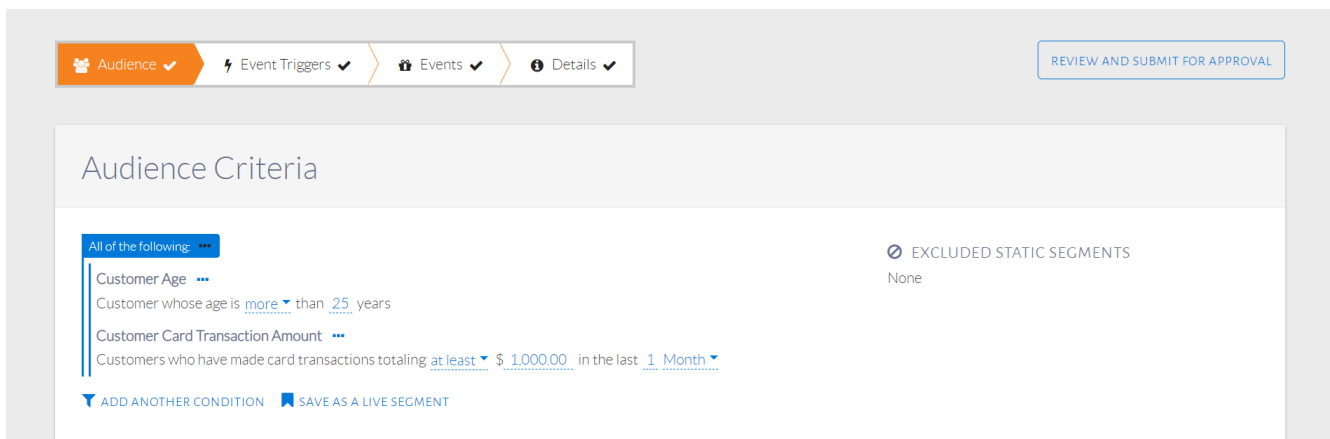 Audience
Event Triggers
Events
Details
REVIEW AND SUBMIT FOR APPROVAL
Audience Criteria
All of the following: •••
EXCLUDED STATIC SEGMENTS
None
Customer Age •••
Customer whose age is more than 25 years
Customer Card Transaction Amount •••
Customers who have made card transactions totaling at least $ 1,000.00 in the last 1 Month
ADD ANOTHER CONDITION SAVE AS A LIVE SEGMENT